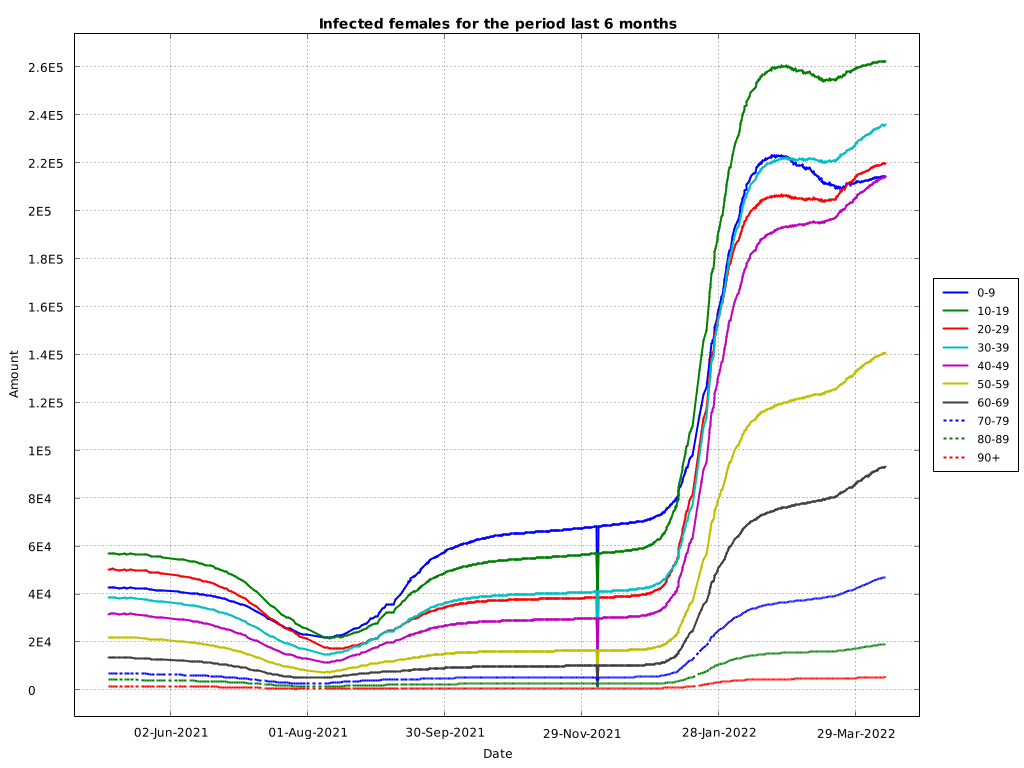 Infected females for the period last 6 months
2.6E5
2.4E5
2.2E5
2E5
1.8E5
1.6E5
1.4E5
1.2E5
1E5
8E4
6E4
4E4
2E4
0
Amount
02-Jun-2021 01-Aug-2021 30-Sep-2021 29-Nov-2021 28-Jan-2022 29-Mar-2022
Date
0-9
10-19
20-29
30-39
40-49
50-59
60-69
70-79
80-89
90+